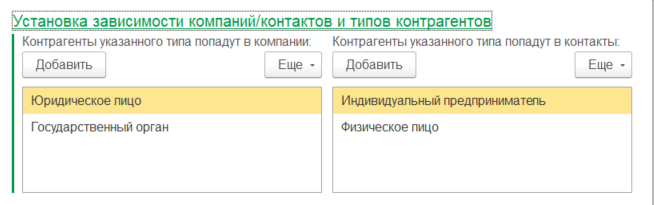 Установка зависимости компаний/контактов и типов контрагентов
Контрагенты указанного типа попадут в компании: Контрагенты указанного типа попадут в контакты:
Добавить Еще Добавить Еще
Юридическое лицо Индивидуальный предприниматель
Государственный орган Физическое лицо